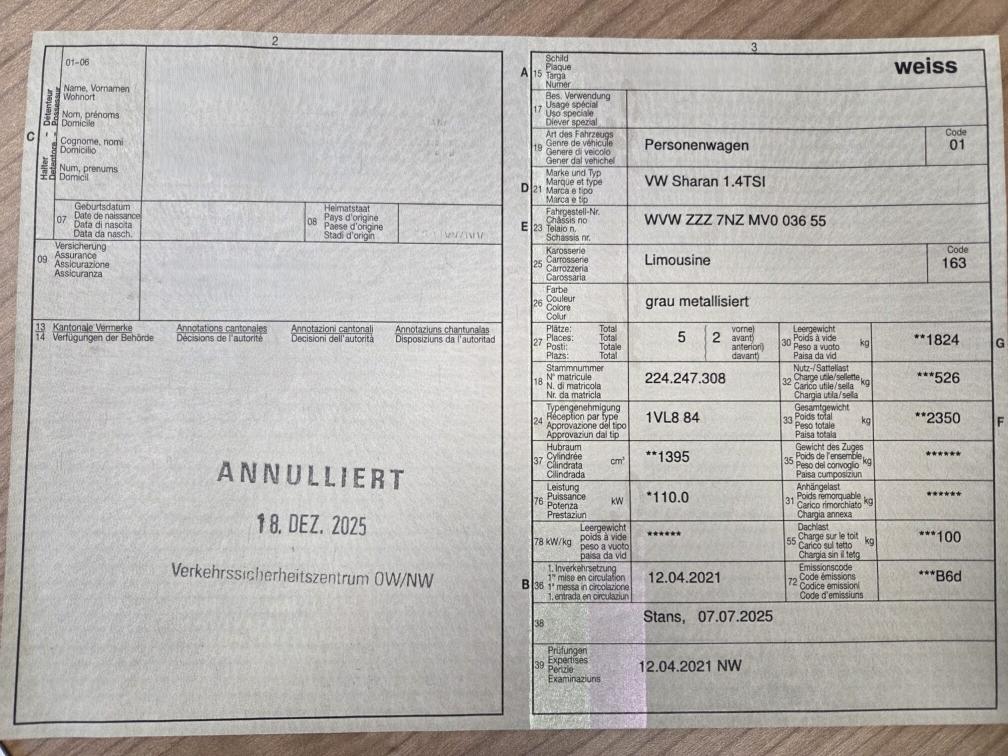 2
01–06
Name, Vornamen
Wohnort
Nom, prénoms
Domicile
Cognome, nomi
Domicilio
Num, prenums
Domicil
C
Halter - Détenteur
Detentore - Possessur
07
Geburtsdatum
Date de naissance
Data di nascita
Data da nasch.
08
Heimatstaat
Pays d'origine
Paese d'origine
Stadi d'origin
09
Versicherung
Assurance
Assicurazione
Assicuranza
13 Kantonale Vermerke Annotations cantonales Annotazioni cantonali Annotaziuns chantunalas
14 Verfügungen der Behörde Décisions de l'autorité Decisioni dell'autorità Disposiziuns da l'autoritad
ANNULLIERT
18. DEZ. 2025
Verkehrssicherheitszentrum OW/NW
3
A 15
Schild
Plaque
Targa
Numer
weiss
17
Bes. Verwendung
Usage spécial
Uso speciale
Diever spezial
19
Art des Fahrzeugs
Genre de véhicule
Genere di veicolo
Gener dal vehichel
Personenwagen
Code
01
D 21
Marke und Typ
Marque et type
Marca e tipo
Marca e tip
VW Sharan 1.4TSI
E 23
Fahrgestell-Nr.
Châssis no
Telaio n.
Schassis nr.
WVW ZZZ 7NZ MV0 036 55
25
Karosserie
Carrosserie
Carrozzeria
Carossaria
Limousine
Code
163
26
Farbe
Couleur
Colore
Colur
grau metallisiert
27
Plätze: Total
Places: Total
Posti: Totale
Plazs: Total
5 2
vorne)
avant)
anteriori)
davant)
30
Leergewicht
Poids à vide
Peso a vuoto
Paisa da vid
kg
**1824
G
18
Stammnummer
N° matricule
N. di matricola
Nr. da matricla
224.247.308
32
Nutz-/Sattellast
Charge utile/sellette
Carico utile/sella
Chargia utila/sella
kg
***526
24
Typengenehmigung
Réception par type
Approvazione del tipo
Approvaziun dal tip
1VL8 84
33
Gesamtgewicht
Poids total
Peso totale
Paisa totala
kg
**2350
F
37
Hubraum
Cylindrée
Cilindrata
Cilindrada
cm³
**1395
35
Gewicht des Zuges
Poids de l'ensemble
Peso del convoglio
Paisa cumposiziun
kg
******
76
Leistung
Puissance
Potenza
Prestaziun
kW
*110.0
31
Anhängelast
Poids remorquable
Carico rimorchiato
Chargia annexa
kg
******
78 kW/kg
Leergewicht
poids à vide
peso a vuoto
paisa da vid
******
55
Dachlast
Charge sur le toit
Carico sul tetto
Chargia sin il tetg
kg
***100
B 36
1. Inverkehrsetzung
1re mise en circulation
1a messa in circolazione
1. entrada en circulaziun
12.04.2021
72
Emissionscode
Code émissions
Codice emissioni
Code d'emissiuns
***B6d
38
Stans, 07.07.2025
39
Prüfungen
Expertises
Perizie
Examinaziuns
12.04.2021 NW